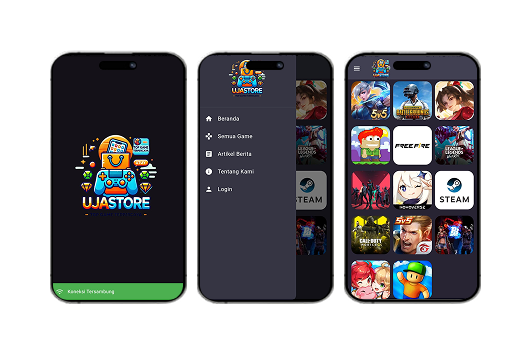 UJASTORE
Koneksi Tersambung
UJASTORE
Beranda
Semua Game
Artikel Berita
Tentang Kami
Login
STEAM
UJASTORE
5V5
FREE FIRE
LEAGUE OF
LEGENDS
HOYOVERSE
STEAM
CALL OF DUTY
5V5